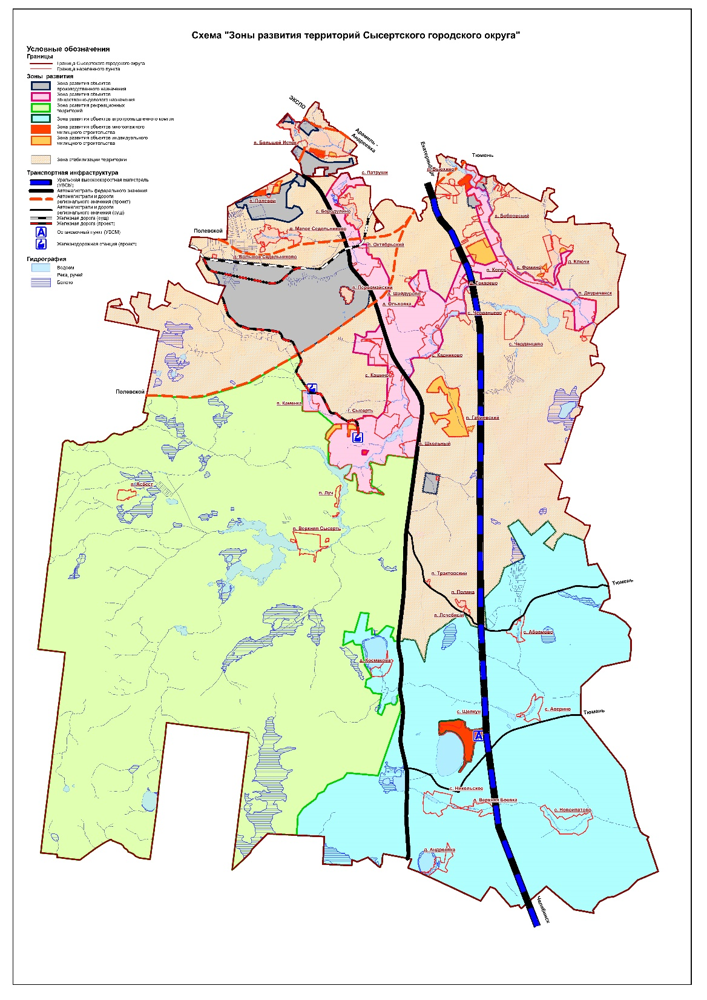 Схема "Зоны развития территорий Сысертского городского округа"
Условные обозначения
Границы
Граница Сысертского городского округа
Граница населенного пункта
Зоны развития
Зона развития объектов
производственного назначения
Зона развития объектов
общественно-делового назначения
Зона развития рекреационных
территорий
Зона развития объектов агропромышленного компле
Зона развития объектов многоэтажного
жилищного строительства
Зона развития объектов индивидуального
жилищного строительства
Зона стабилизации территории
Транспортная инфраструктура
Уральская высокоскоростная магистраль
(УВСМ)
Автомагистраль федерального значения
Автомагистрали и дороги
регионального значения (проект)
Автомагистрали и дороги
регионального значения (сущ)
Железная дорога (сущ)
Железная дорога (проект)
А
Остановочный пункт (УВСМ)
Железнодорожная станция (проект)
Гидрография
Водоем
Река, ручей
Болото
ЭКСПО
Арамиль -
Андреевка
п. Большой Исток
Екатеринбург
Тюмень
п. Вьюхино
с. Патруши
п. Полевой
с. Бородулино
п. Бобровский
Полевской
д. Малое Седельниково
п. Октябрьский
д. Большое Седельниково
п. Колос
с. Фомино
д. Ключи
д. Токарево
п. Первомайский
д. Шайдурово
п. Двуреченск
д. Ольховка
с. Черданцево
с. Черданцево
с. Кадниково
с. Кашино
Полевской
п. Каменка
г. Сысерть
п. Габиевский
п. Школьный
п. Асбест
п. Луч
п. Верхняя Сысерть
п. Трактовский
Тюмень
п. Поляна
п. Лечебный
с. Абрамово
д. Космакова
с. Щелкун
с. Аверино
Тюмень
А
с. Никольское
д. Верхняя Боевка
с. Новоипатово
д. Андреевка
Челябинск